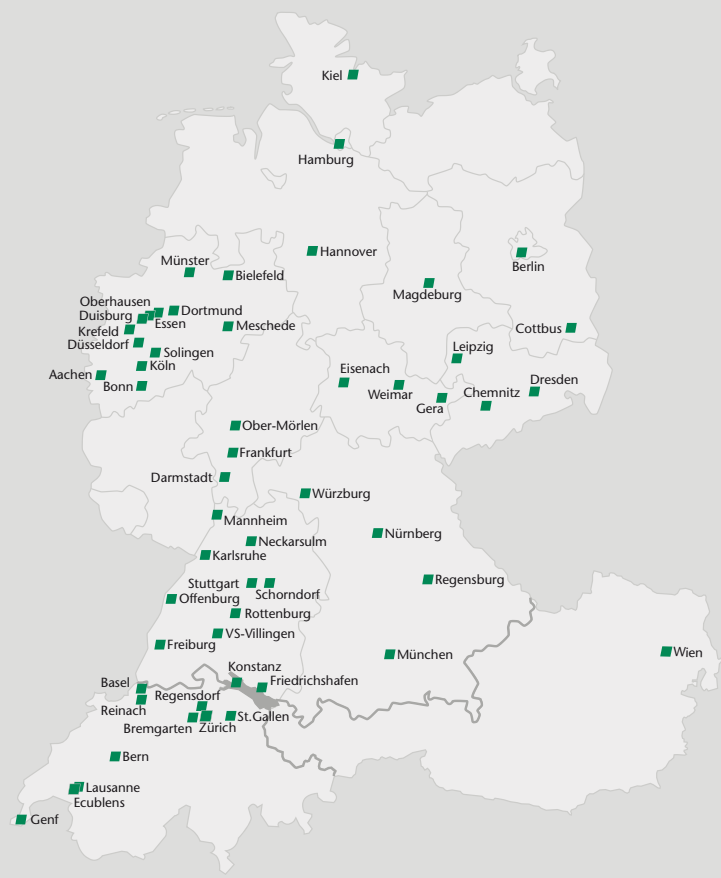 Kiel
Hamburg
Hannover
Berlin
Münster
Bielefeld
Magdeburg
Oberhausen
Duisburg
Dortmund
Essen
Krefeld
Meschede
Cottbus
Düsseldorf
Solingen
Leipzig
Köln
Aachen
Bonn
Eisenach
Weimar
Gera
Chemnitz
Dresden
Ober-Mörlen
Frankfurt
Darmstadt
Würzburg
Mannheim
Nürnberg
Neckarsulm
Karlsruhe
Stuttgart
Schorndorf
Regensburg
Offenburg
Rottenburg
VS-Villingen
Freiburg
München
Wien
Konstanz
Friedrichshafen
Basel
Regensdorf
Reinach
St.Gallen
Bremgarten
Zürich
Bern
Lausanne
Ecublens
Genf